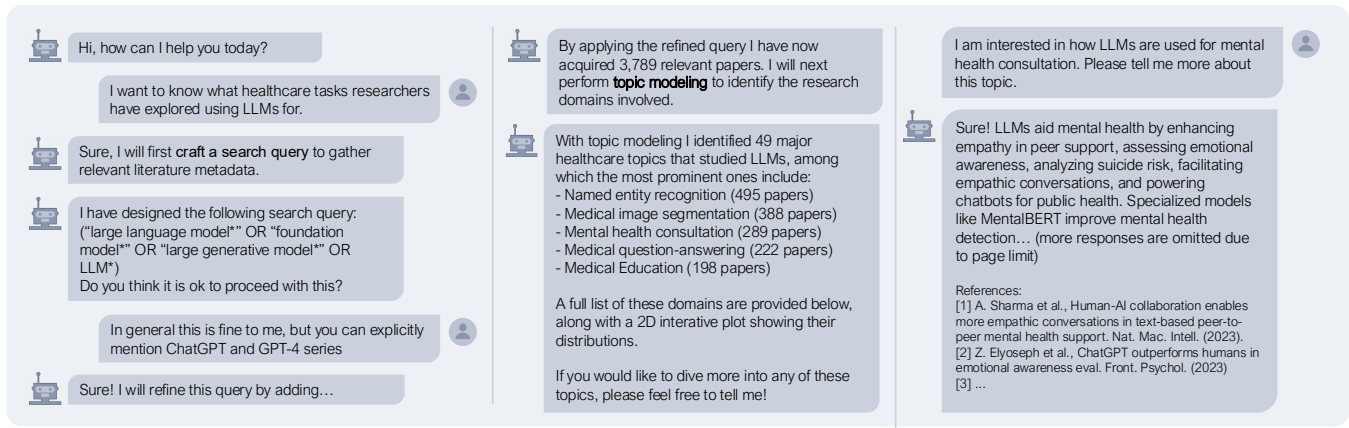 Hi, how can I help you today?
I want to know what healthcare tasks researchers
have explored using LLMs for.
Sure, I will first craft a search query to gather
relevant literature metadata.
I have designed the following search query:
(“large language model*” OR “foundation
model*” OR “large generative model*” OR
LLM*)
Do you think it is ok to proceed with this?
In general this is fine to me, but you can explicitly
mention ChatGPT and GPT-4 series
Sure! I will refine this query by adding…
By applying the refined query I have now
acquired 3,789 relevant papers. I will next
perform topic modeling to identify the research
domains involved.
With topic modeling I identified 49 major
healthcare topics that studied LLMs, among
which the most prominent ones include:
- Named entity recognition (495 papers)
- Medical image segmentation (388 papers)
- Mental health consultation (289 papers)
- Medical question-answering (222 papers)
- Medical Education (198 papers)
A full list of these domains are provided below,
along with a 2D interative plot showing their
distributions.
If you would like to dive more into any of these
topics, please feel free to tell me!
I am interested in how LLMs are used for mental
health consultation. Please tell me more about
this topic.
Sure! LLMs aid mental health by enhancing
empathy in peer support, assessing emotional
awareness, analyzing suicide risk, facilitating
empathic conversations, and powering
chatbots for public health. Specialized models
like MentalBERT improve mental health
detection… (more responses are omitted due
to page limit)
References:
[1] A. Sharma et al., Human-AI collaboration enables
more empathic conversations in text-based peer-to-
peer mental health support. Nat. Mac. Intell. (2023).
[2] Z. Elyoseph et al., ChatGPT outperforms humans in
emotional awareness eval. Front. Psychol. (2023)
[3] ...